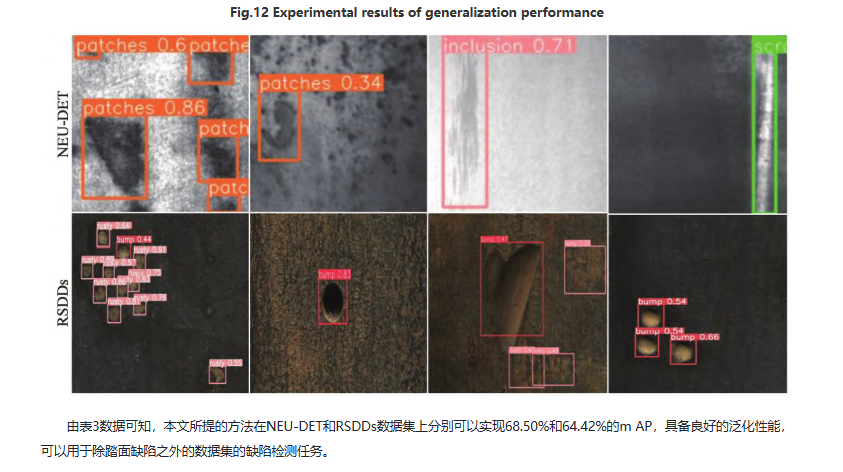 Fig.12 Experimental results of generalization performance
patches 0.6 patche
inclusion 0.71
scr
patches 0.34
patches 0.86
patch
patc
NEU-DET
rusty 0.64
bump 0.44
rusty 0.91
rusty 0.75
rusty 0.76
rusty 0.55
bump 0.83
bump 0.47
bump 0.54
bump 0.54
bump 0.66
RSDDs
由表3数据可知，本文所提的方法在NEU-DET和RSDDs数据集上分别可以实现68.50%和64.42%的m AP，具备良好的泛化性能，
可以用于除踏面缺陷之外的数据集的缺陷检测任务。